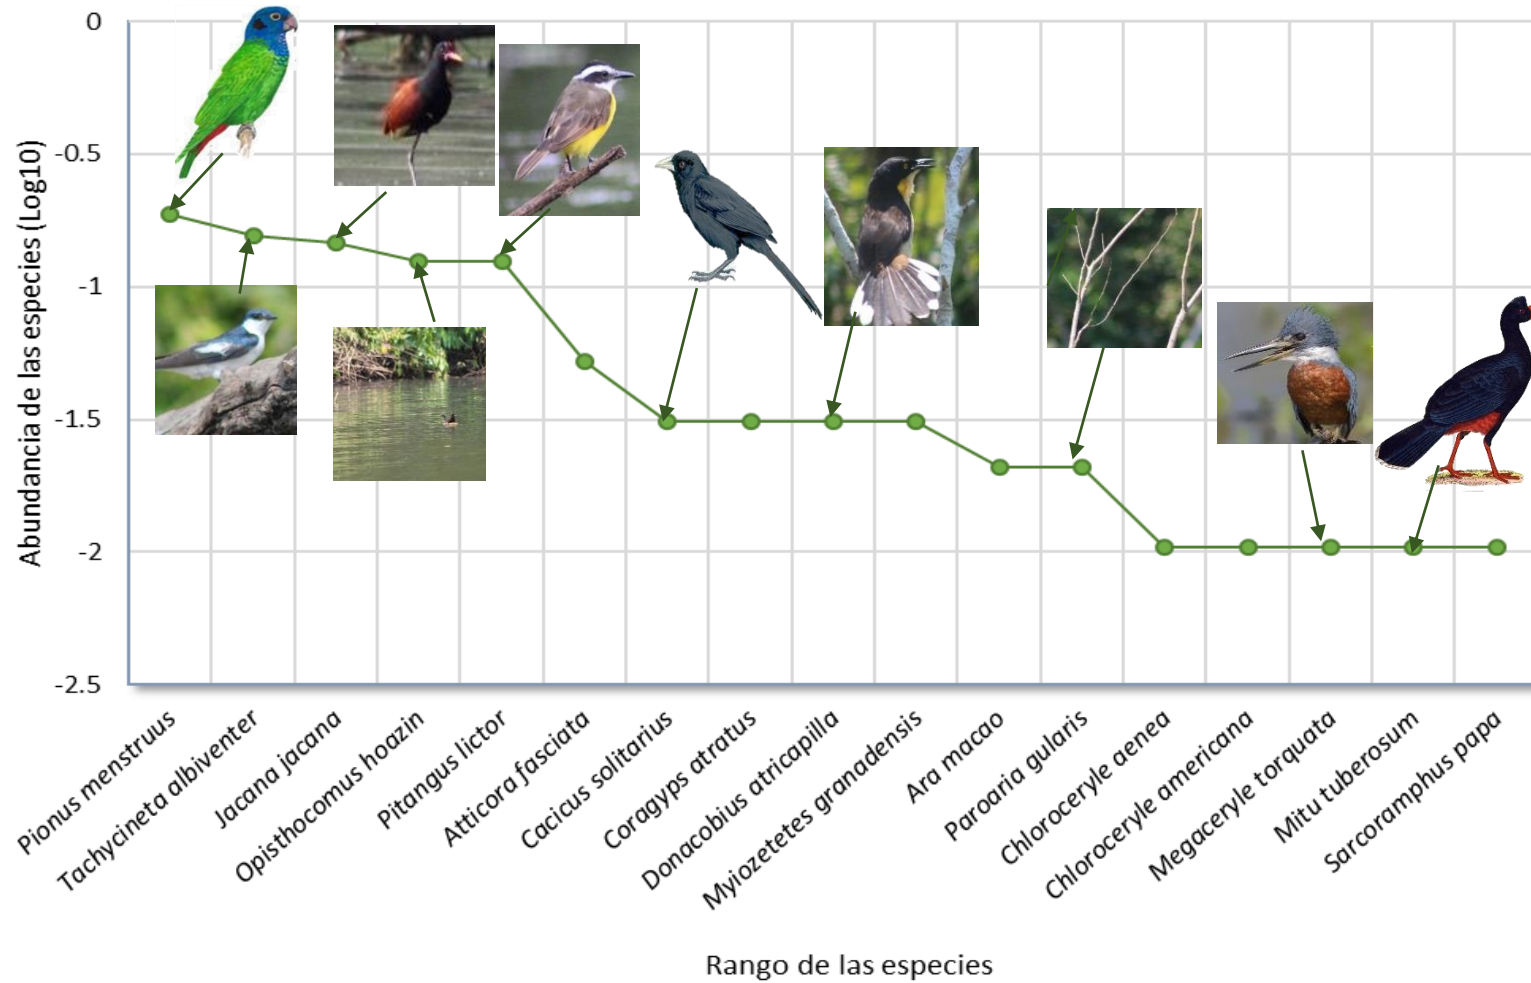 0
-0.5
-1
-1.5
-2
-2.5
Abundancia de las especies (Log10)
Pionus menstruus
Tachycineta albiventer
Jacana jacana
Opisthocomus hoazin
Pitangus lictor
Atticora fasciata
Cacicus solitarius
Coragyps atratus
Donacobius atricapilla
Myiozetetes granadensis
Ara macao
Paroaria gularis
Chloroceryle aenea
Chloroceryle americana
Megaceryle torquata
Mitu tuberosum
Sarcoramphus papa
Rango de las especies